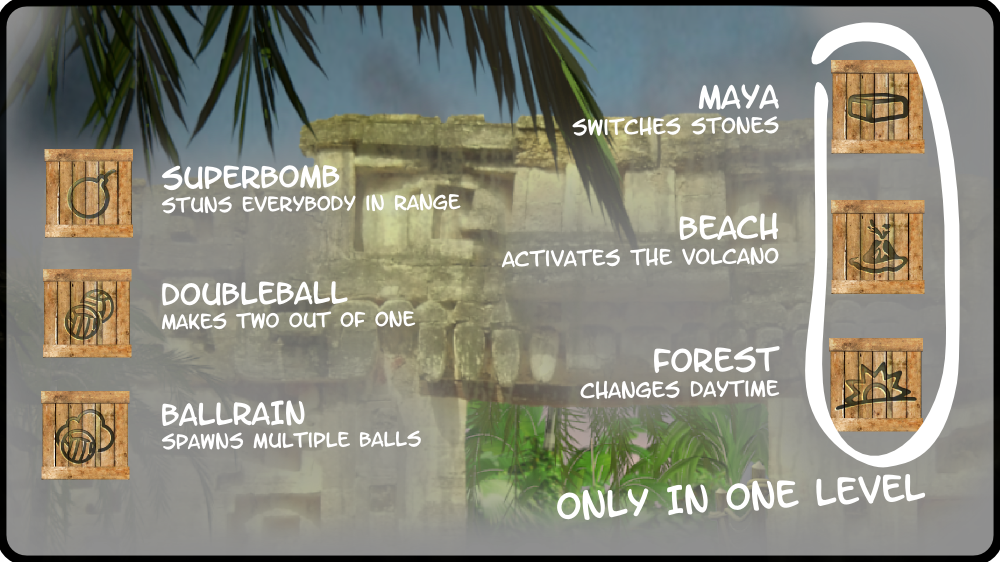 SUPERBOMB
STUNS EVERYBODY IN RANGE
DOUBLEBALL
MAKES TWO OUT OF ONE
BALLRAIN
SPAWNS MULTIPLE BALLS
MAYA
SWITCHES STONES
BEACH
ACTIVATES THE VOLCANO
FOREST
CHANGES DAYTIME
ONLY IN ONE LEVEL